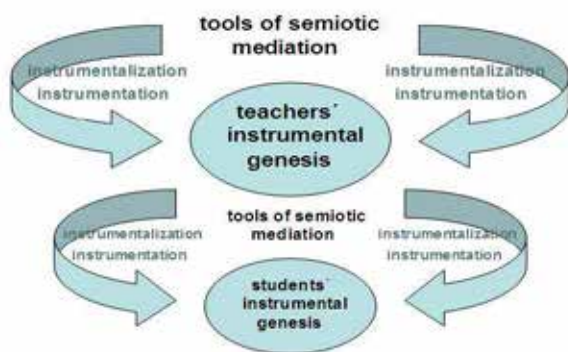 tools of semiotic
mediation
instrumentalization
instrumentation
instrumentalization
instrumentation
teachers´
instrumental
genesis
tools of semiotic
mediation
instrumentalization
instrumentation
instrumentalization
instrumentation
students´
instrumental
genesis